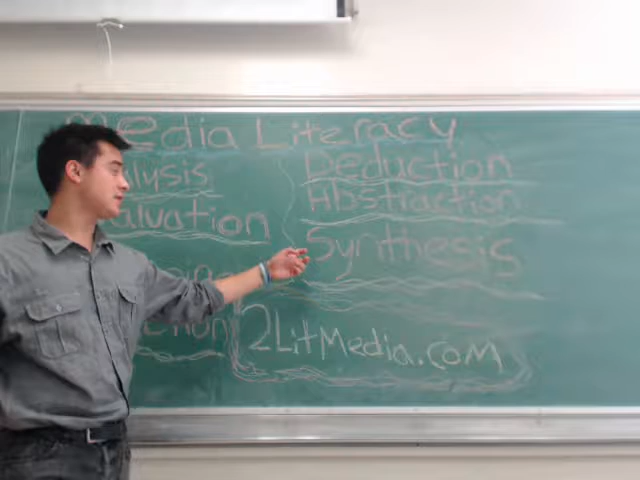 Media Literacy
alysis
aluation
Deduction
Abstraction
Synthesis
2LitMedia.com